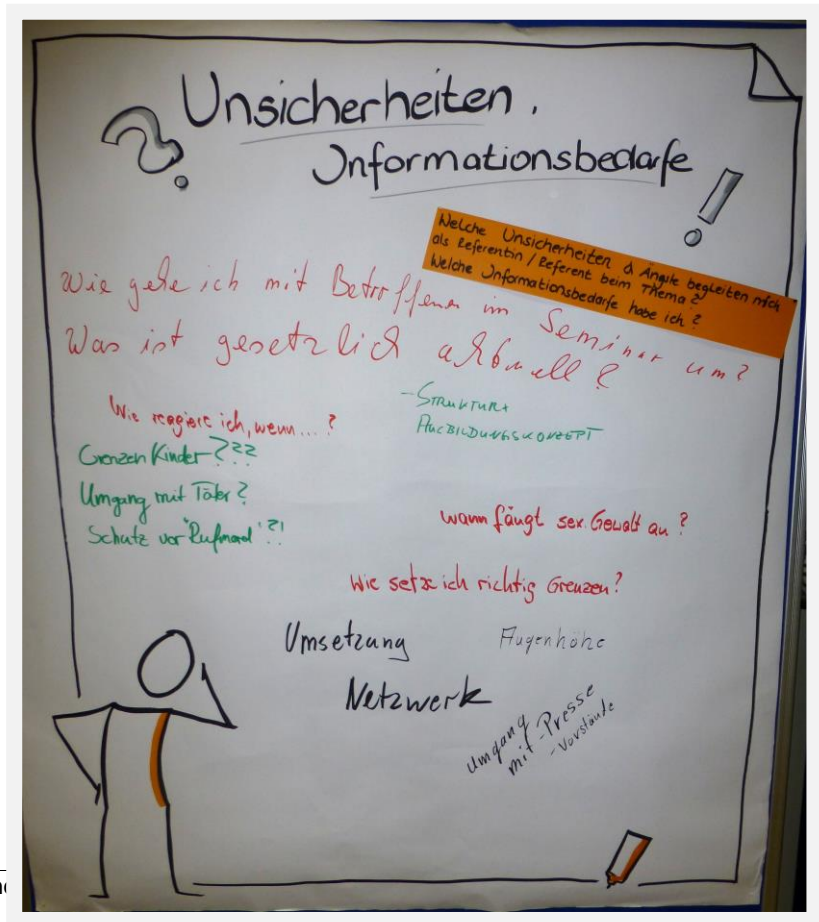 ? Unsicherheiten,
Informationsbedarfe !
Welche Unsicherheiten & Ängste begleiten mich
als Referentin / Referent beim Thema?
Welche Informationsbedarfe habe ich?
Wie gehe ich mit Betroffenen im Seminar um?
Was ist gesetzlich aktuell?
Wie reagiere ich, wenn...?
- STRUKTUR+
AUSBILDUNGSKONZEPT
Grenzen Kinder???
Umgang mit Täter?
Schutz vor "Rufmord"?!
wann fängt sex. Gewalt an?
Wie setze ich richtig Grenzen?
Umsetzung
Augenhöhe
Netzwerk
Umgang
mit - Presse
- Vorstände